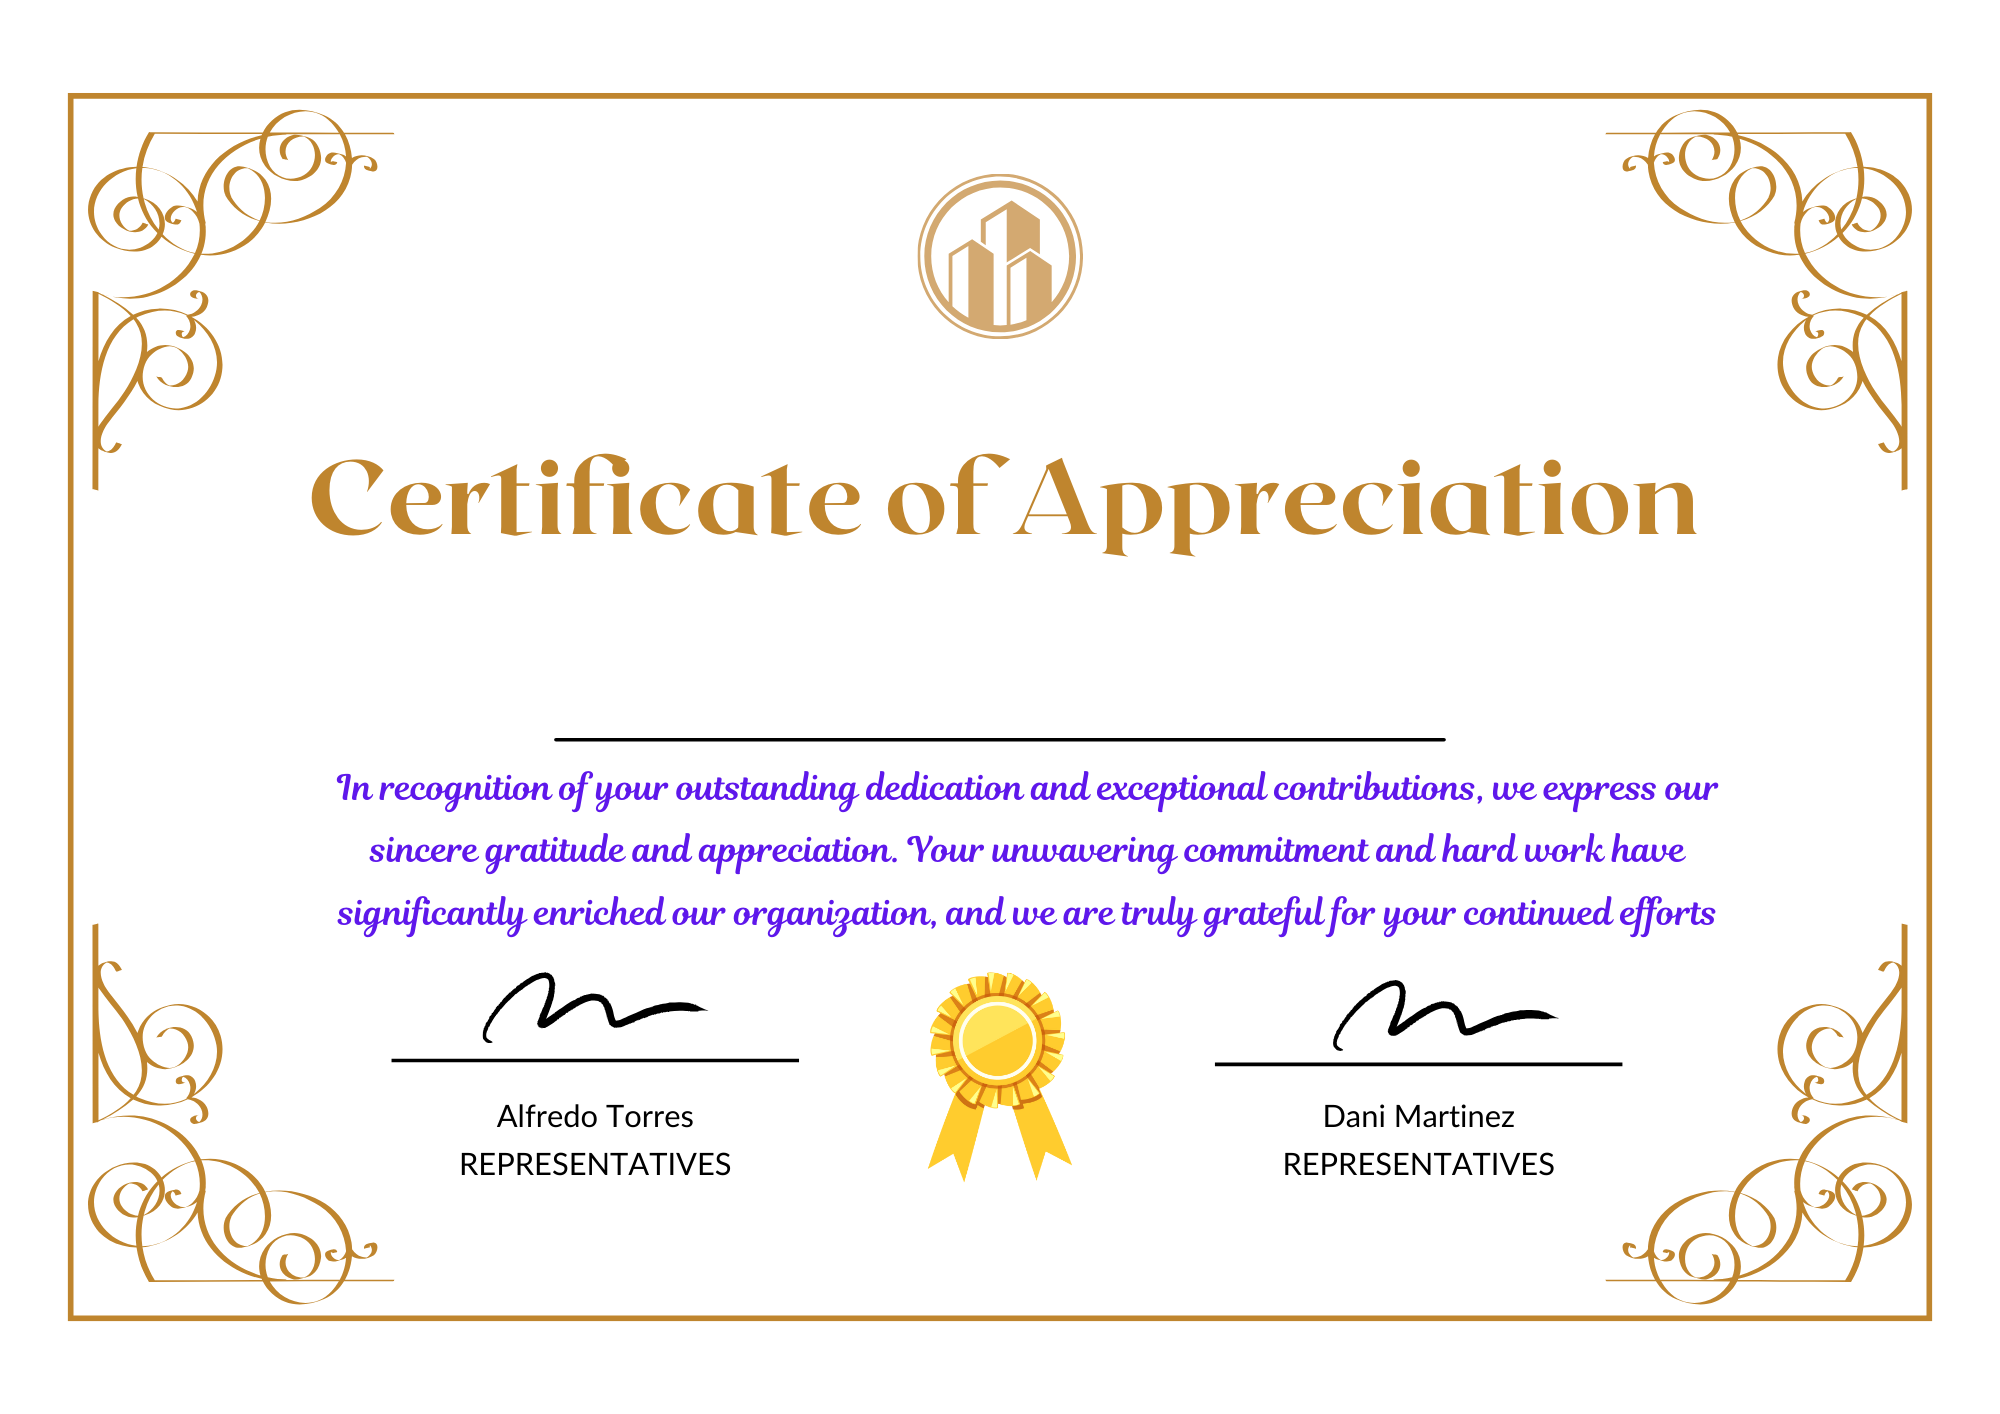 Certificate of Appreciation
In recognition of your outstanding dedication and exceptional contributions, we express our
sincere gratitude and appreciation. Your unwavering commitment and hard work have
significantly enriched our organization, and we are truly grateful for your continued efforts
Alfredo Torres
REPRESENTATIVES
Dani Martinez
REPRESENTATIVES